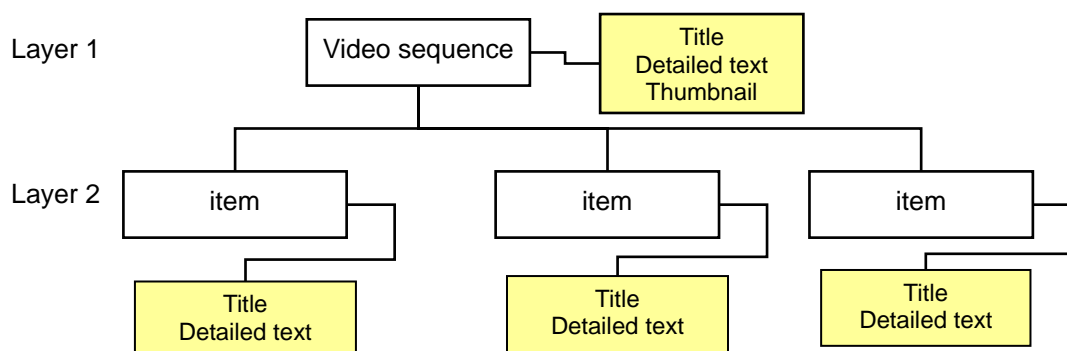 Layer 1
Video sequence
Title
Detailed text
Thumbnail
Layer 2
item
item
item
Title
Detailed text
Title
Detailed text
Title
Detailed text